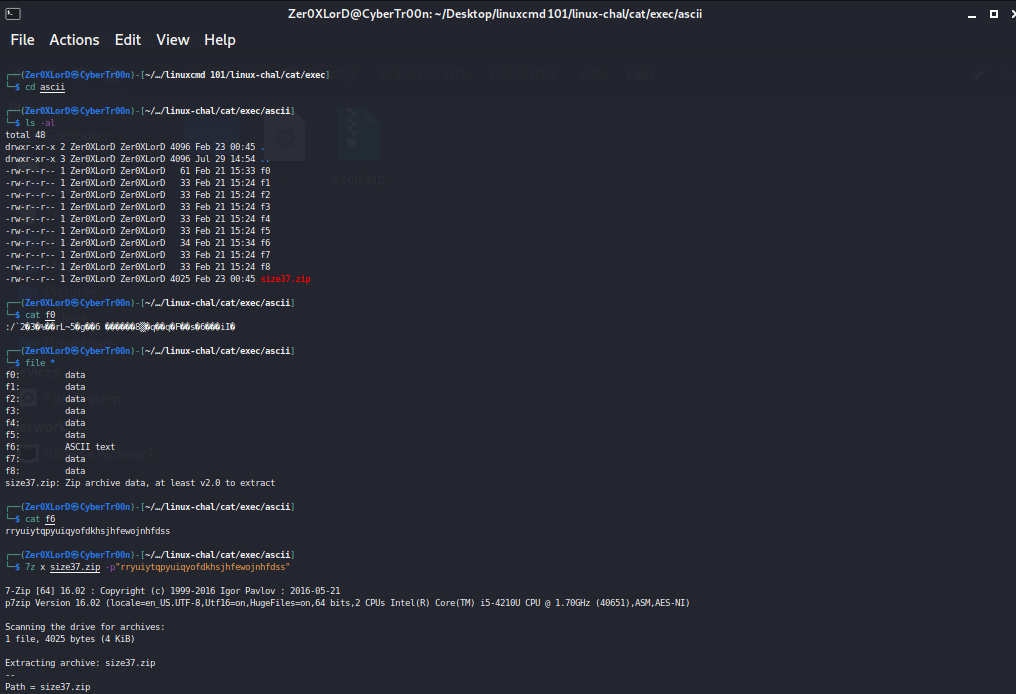 Zer0XLorD@CyberTr00n: ~/Desktop/linuxcmd 101/linux-chal/cat/exec/ascii
File Actions Edit View Help
┌──(Zer0XLorD㉿CyberTr00n)-[~/…/linuxcmd 101/linux-chal/cat/exec]
└─$ cd ascii
┌──(Zer0XLorD㉿CyberTr00n)-[~/…/linux-chal/cat/exec/ascii]
└─$ ls -al
total 48
drwxr-xr-x 2 Zer0XLorD Zer0XLorD 4096 Feb 23 00:45 .
drwxr-xr-x 3 Zer0XLorD Zer0XLorD 4096 Jul 29 14:54 ..
-rw-r--r-- 1 Zer0XLorD Zer0XLorD 61 Feb 21 15:33 f0
-rw-r--r-- 1 Zer0XLorD Zer0XLorD 33 Feb 21 15:24 f1
-rw-r--r-- 1 Zer0XLorD Zer0XLorD 33 Feb 21 15:24 f2
-rw-r--r-- 1 Zer0XLorD Zer0XLorD 33 Feb 21 15:24 f3
-rw-r--r-- 1 Zer0XLorD Zer0XLorD 33 Feb 21 15:24 f4
-rw-r--r-- 1 Zer0XLorD Zer0XLorD 33 Feb 21 15:24 f5
-rw-r--r-- 1 Zer0XLorD Zer0XLorD 34 Feb 21 15:34 f6
-rw-r--r-- 1 Zer0XLorD Zer0XLorD 33 Feb 21 15:24 f7
-rw-r--r-- 1 Zer0XLorD Zer0XLorD 33 Feb 21 15:24 f8
-rw-r--r-- 1 Zer0XLorD Zer0XLorD 4025 Feb 23 00:45 size37.zip
┌──(Zer0XLorD㉿CyberTr00n)-[~/…/linux-chal/cat/exec/ascii]
└─$ cat f0
:/`2�3�%��rL~5�g��6 ������8▒�q��q�F��s�6���iI�
┌──(Zer0XLorD㉿CyberTr00n)-[~/…/linux-chal/cat/exec/ascii]
└─$ file *
f0: data
f1: data
f2: data
f3: data
f4: data
f5: data
f6: ASCII text
f7: data
f8: data
size37.zip: Zip archive data, at least v2.0 to extract
┌──(Zer0XLorD㉿CyberTr00n)-[~/…/linux-chal/cat/exec/ascii]
└─$ cat f6
rryuiytqpyuiqyofdkhsjhfewojnhfdss
┌──(Zer0XLorD㉿CyberTr00n)-[~/…/linux-chal/cat/exec/ascii]
└─$ 7z x size37.zip -p"rryuiytqpyuiqyofdkhsjhfewojnhfdss"
7-Zip [64] 16.02 : Copyright (c) 1999-2016 Igor Pavlov : 2016-05-21
p7zip Version 16.02 (locale=en_US.UTF-8,Utf16=on,HugeFiles=on,64 bits,2 CPUs Intel(R) Core(TM) i5-4210U CPU @ 1.70GHz (40651),ASM,AES-NI)
Scanning the drive for archives:
1 file, 4025 bytes (4 KiB)
Extracting archive: size37.zip
--
Path = size37.zip